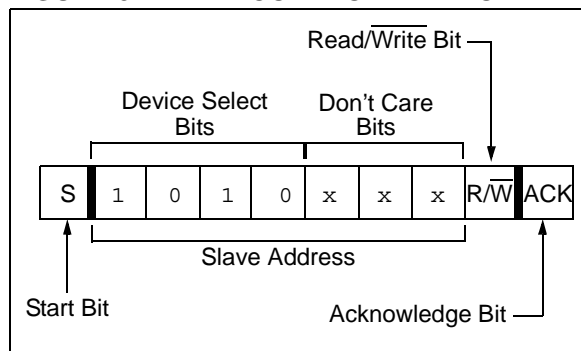 Read/Write Bit
Device Select Bits
Don't Care Bits
S 1 0 1 0 x x x R/W ACK
Slave Address
Start Bit
Acknowledge Bit